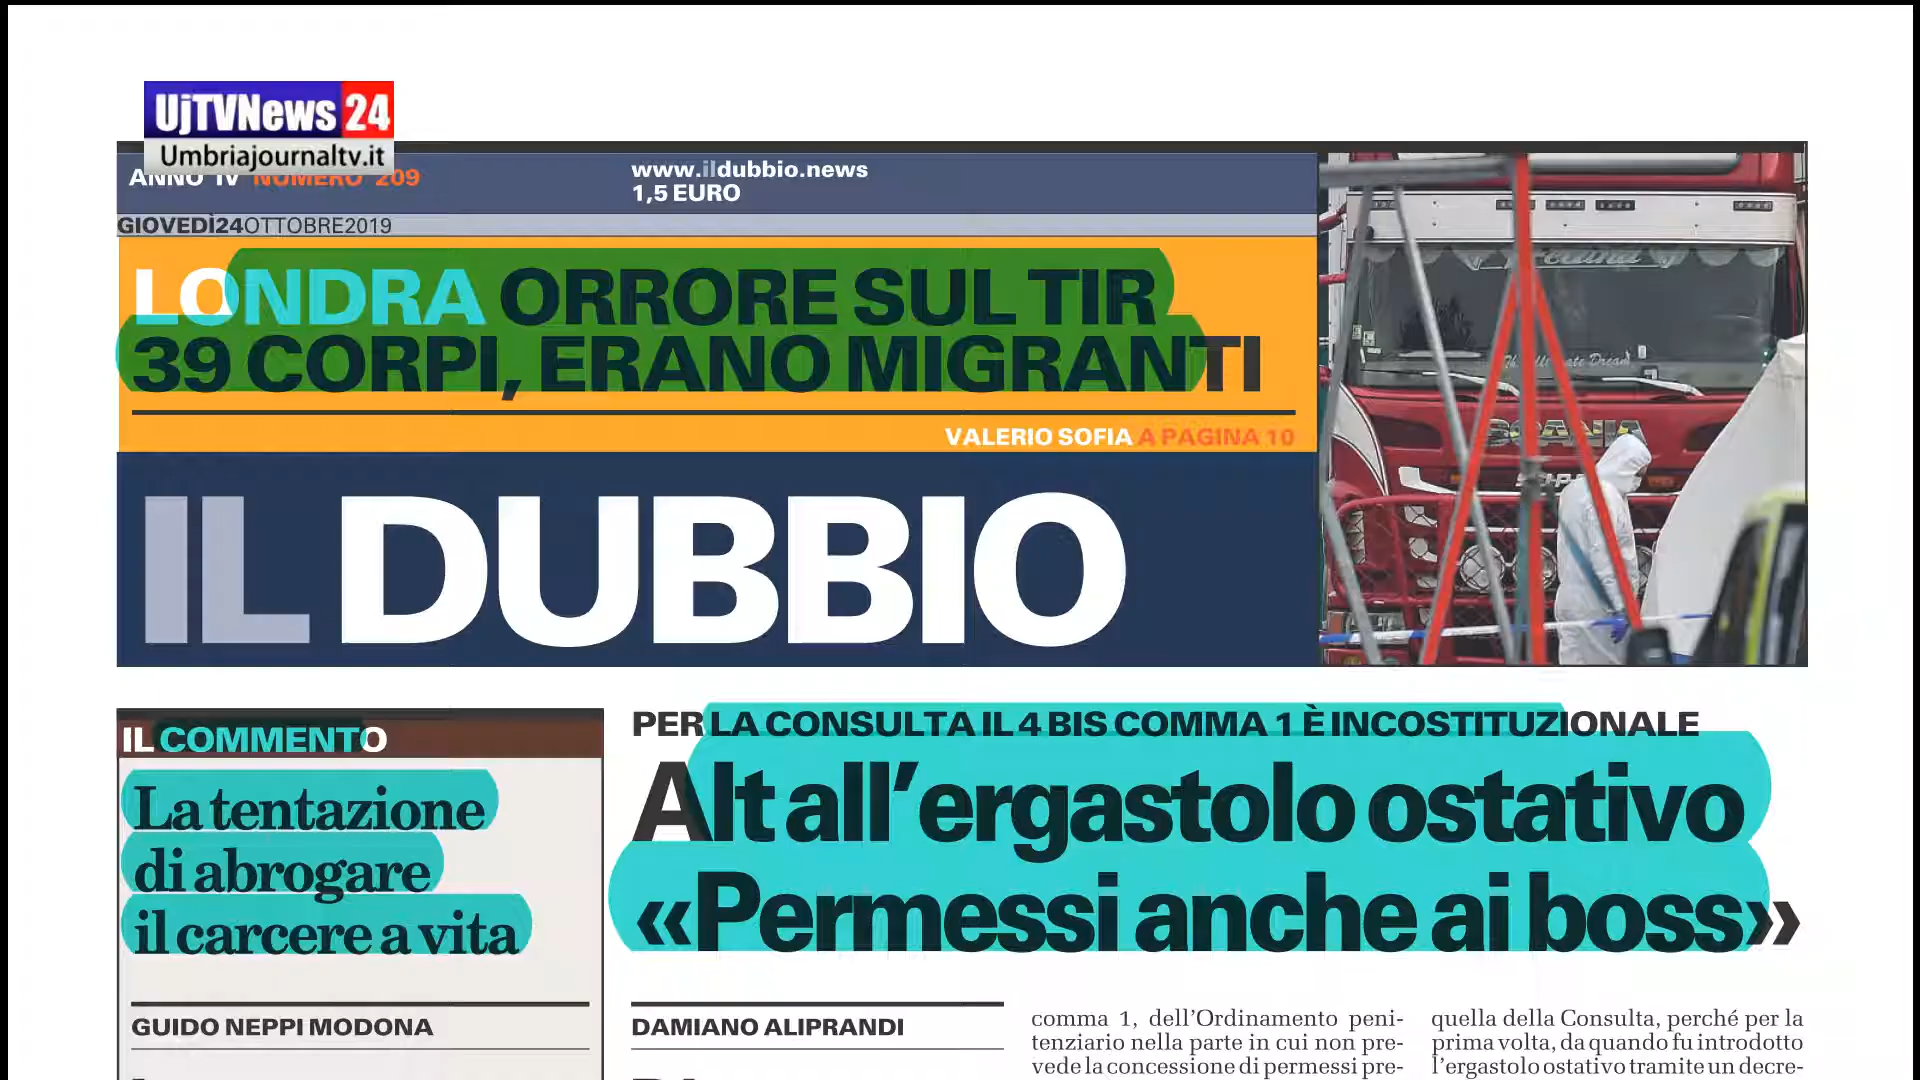 UjTVNews 24
Umbriajournaltv.it
ANNO IV NUMERO 209
www.ildubbio.news
1,5 EURO
GIOVEDÌ24OTTOBRE2019
LONDRA ORRORE SUL TIR
39 CORPI, ERANO MIGRANTI
VALERIO SOFIA A PAGINA 10
IL DUBBIO
SCANIA
IL COMMENTO
La tentazione
di abrogare
il carcere a vita
GUIDO NEPPI MODONA
PER LA CONSULTA IL 4 BIS COMMA 1 È INCOSTITUZIONALE
Alt all’ergastolo ostativo
«Permessi anche ai boss»
DAMIANO ALIPRANDI
comma 1, dell’Ordinamento peni-
tenziario nella parte in cui non pre-
vede la concessione di permessi pre-
quella della Consulta, perché per la
prima volta, da quando fu introdotto
l’ergastolo ostativo tramite un decre-